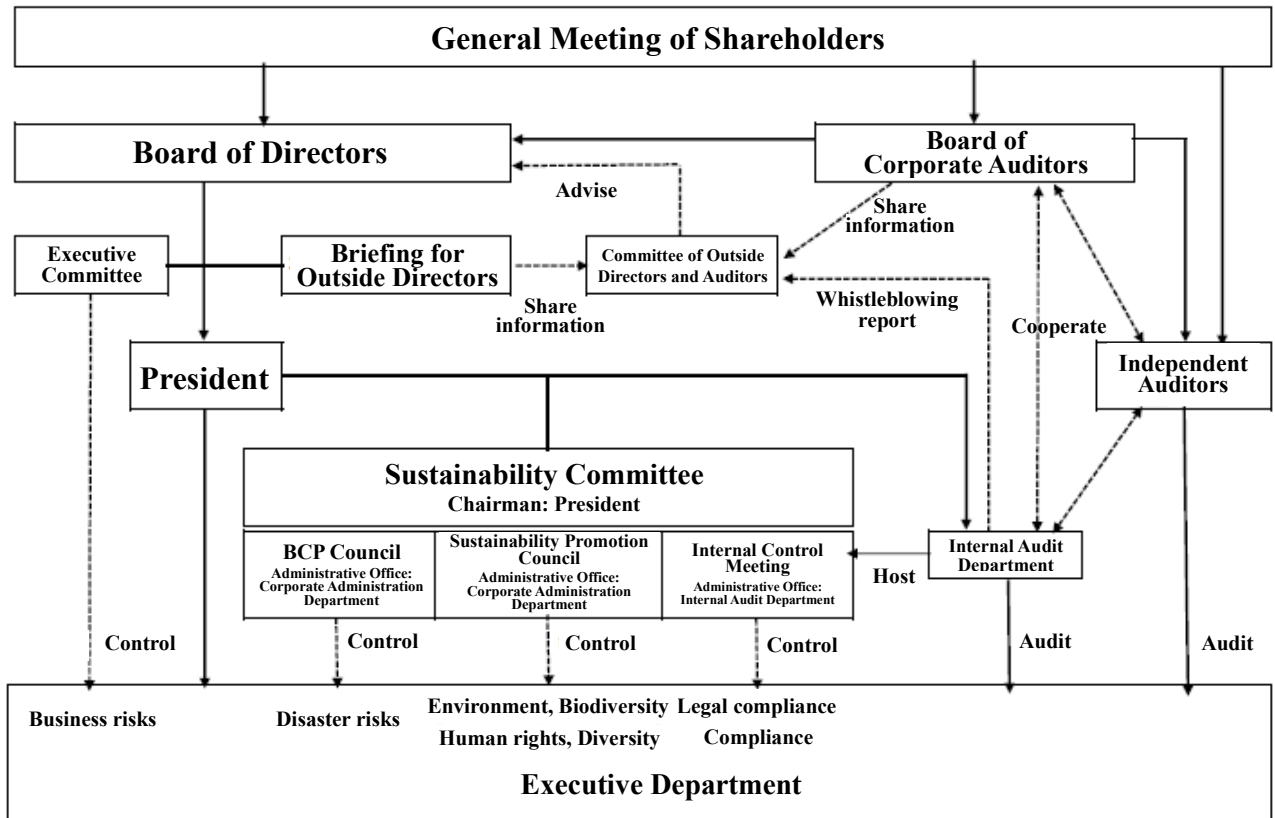 General Meeting of Shareholders
Board of Directors
Board of
Corporate Auditors
Advise
Share
information
Executive
Committee
Briefing for
Outside Directors
Committee of Outside
Directors and Auditors
Share
information
Whistleblowing
report
Cooperate
President
Independent
Auditors
Sustainability Committee
Chairman: President
BCP Council
Administrative Office:
Corporate Administration
Department
Sustainability Promotion
Council
Administrative Office:
Corporate Administration
Department
Internal Control
Meeting
Administrative Office:
Internal Audit Department
Host
Internal Audit
Department
Control
Control
Control
Control
Audit
Audit
Business risks
Disaster risks
Environment, Biodiversity
Human rights, Diversity
Legal compliance
Compliance
Executive Department